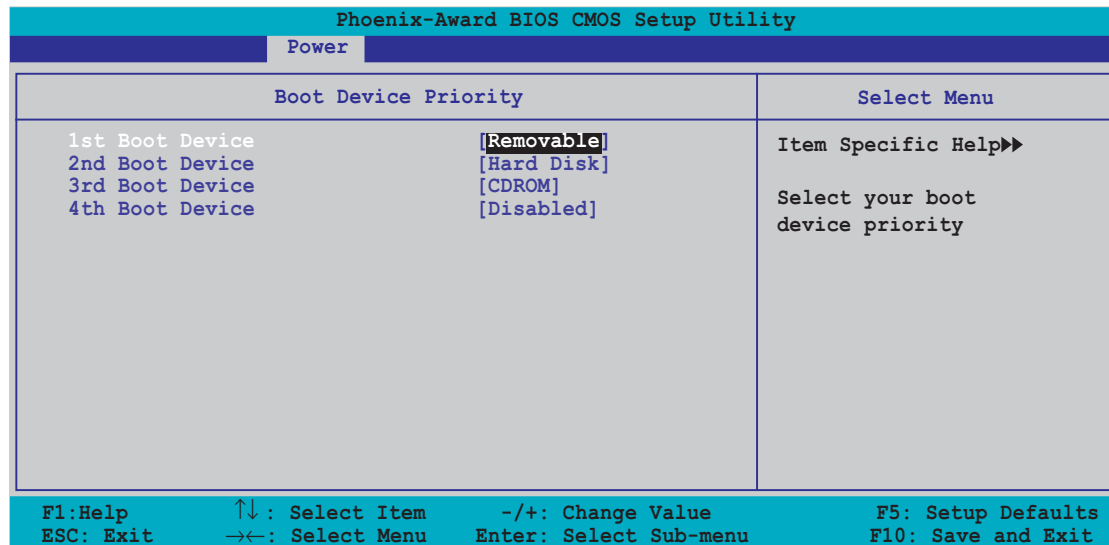 Phoenix-Award BIOS CMOS Setup Utility
Power
Boot Device Priority
Select Menu
1st Boot Device [Removable]
2nd Boot Device [Hard Disk]
3rd Boot Device [CDROM]
4th Boot Device [Disabled]
Item Specific Help▶▶
Select your boot
device priority
F1:Help ↑↓: Select Item -/+: Change Value F5: Setup Defaults
ESC: Exit →←: Select Menu Enter: Select Sub-menu F10: Save and Exit